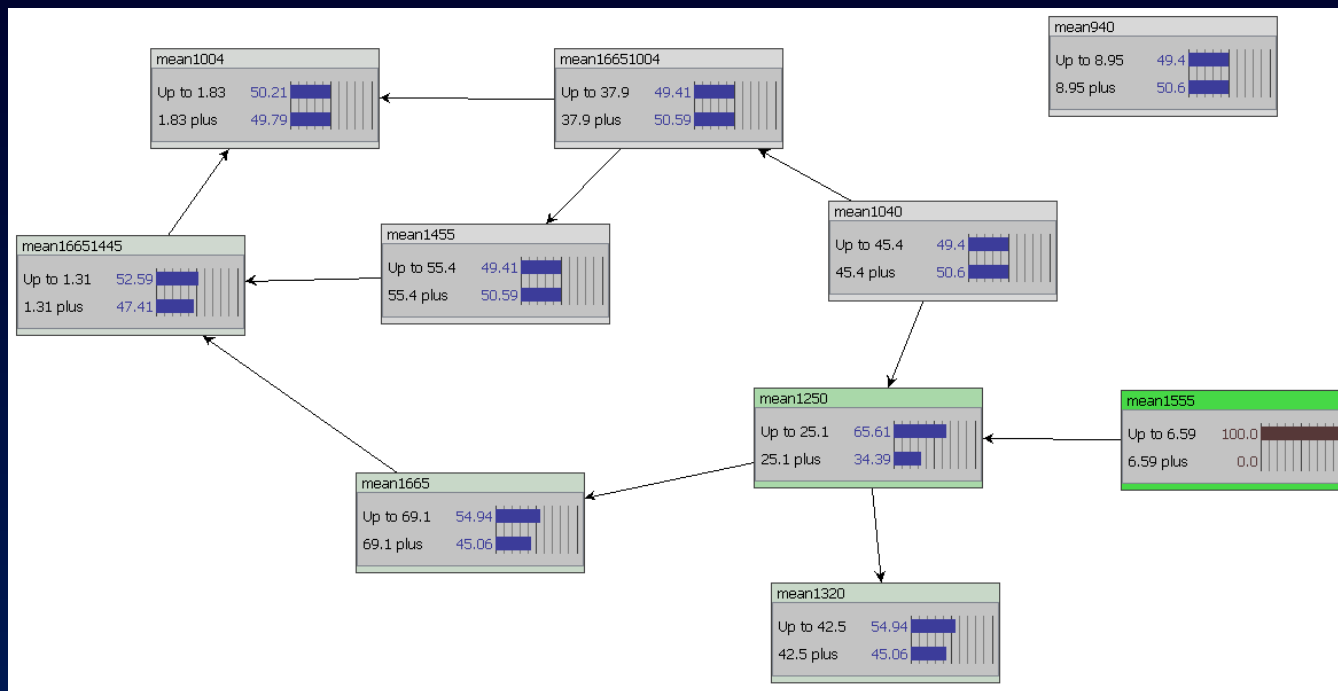 mean1004
Up to 1.83 50.21
1.83 plus 49.79
mean16651004
Up to 37.9 49.41
37.9 plus 50.59
mean940
Up to 8.95 49.4
8.95 plus 50.6
mean16651445
Up to 1.31 52.59
1.31 plus 47.41
mean1455
Up to 55.4 49.41
55.4 plus 50.59
mean1040
Up to 45.4 49.4
45.4 plus 50.6
mean1250
Up to 25.1 65.61
25.1 plus 34.39
mean1555
Up to 6.59 100.0
6.59 plus 0.0
mean1665
Up to 69.1 54.94
69.1 plus 45.06
mean1320
Up to 42.5 54.94
42.5 plus 45.06